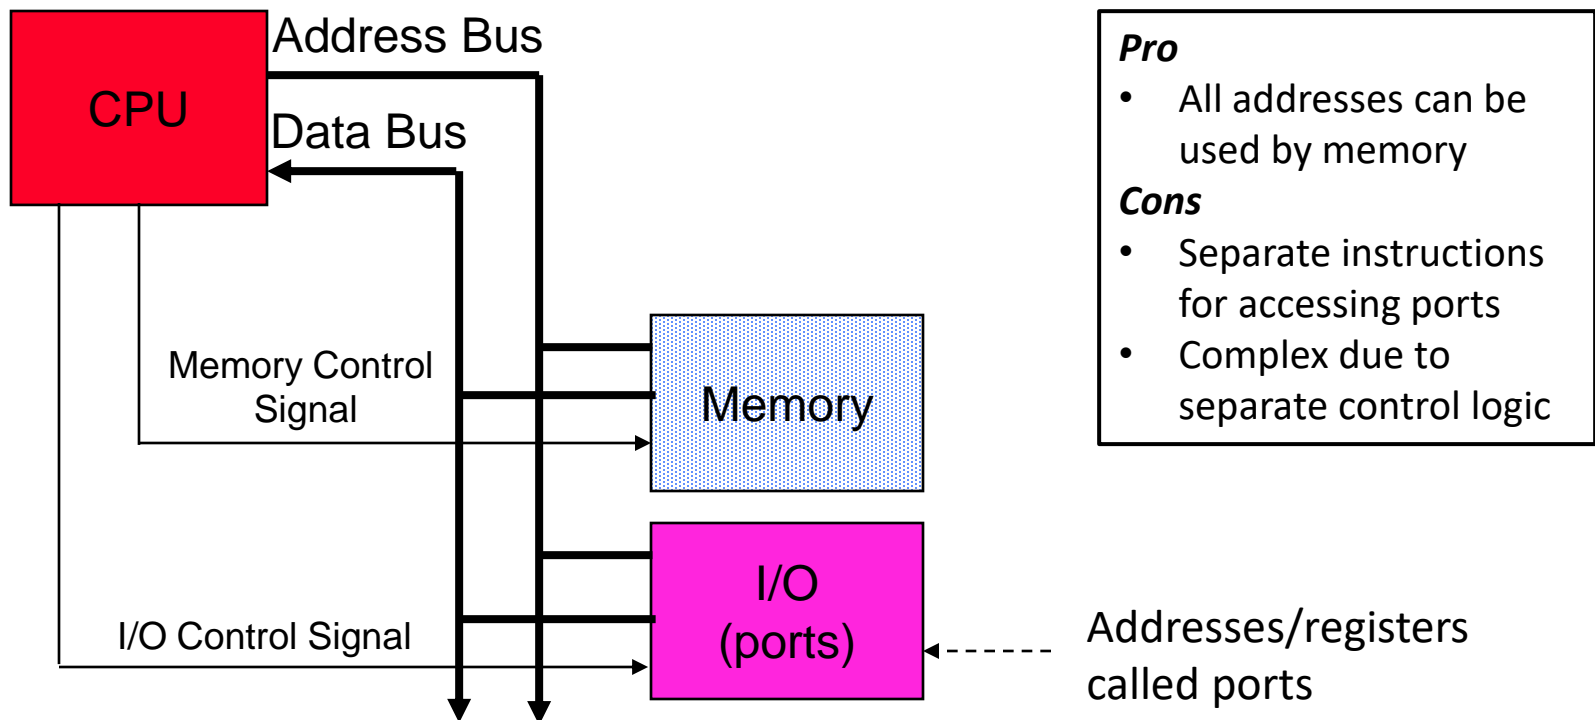 Address Bus
CPU
Data Bus
Memory Control
Signal
Memory
I/O
(ports)
I/O Control Signal
Pro
• All addresses can be
used by memory
Cons
• Separate instructions
for accessing ports
• Complex due to
separate control logic
Addresses/registers
called ports